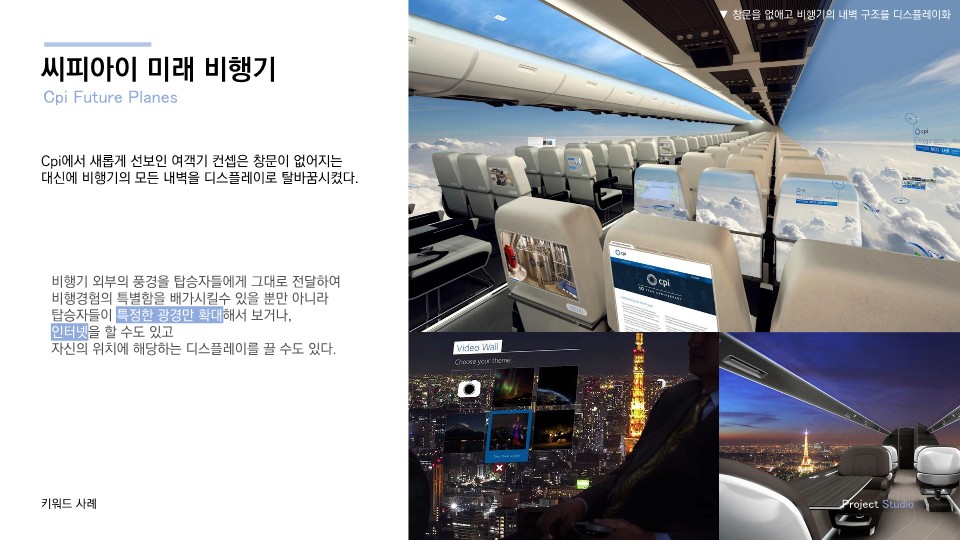 ▼ 창문을 없애고 비행기의 내벽 구조를 디스플레이화
씨피아이 미래 비행기
Cpi Future Planes
Cpi에서 새롭게 선보인 여객기 컨셉은 창문이 없어지는
대신에 비행기의 모든 내벽을 디스플레이로 탈바꿈시켰다.
비행기 외부의 풍경을 탑승자들에게 그대로 전달하여
비행경험의 특별함을 배가시킬수 있을 뿐만 아니라
탑승자들이 특정한 광경만 확대해서 보거나,
인터넷을 할 수도 있고
자신의 위치에 해당하는 디스플레이를 끌 수도 있다.
키워드 사례
cpi
cpi
Video Wall
Choose your theme:
Project Studio